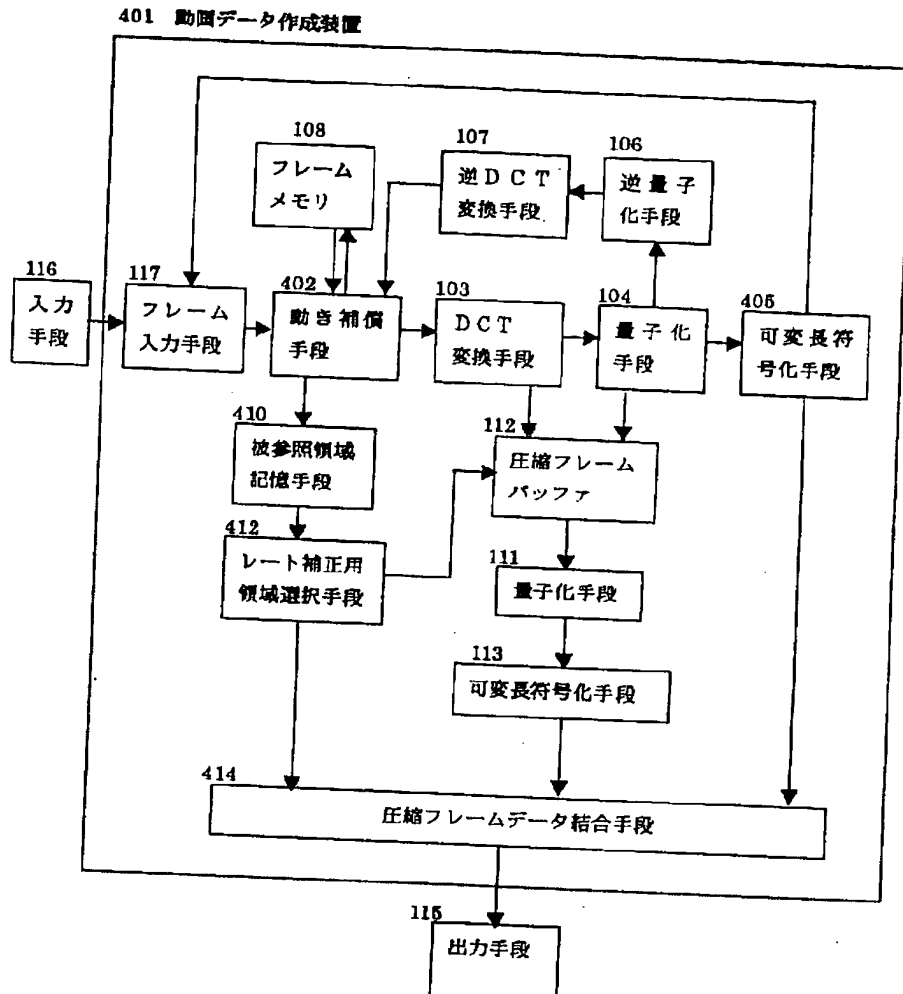 401 動画データ作成装置
108
フレーム
メモリ
107
逆DCT
変換手段
106
逆量子
化手段
116
入力
手段
117
フレーム
入力手段
402
動き補償
手段
103
DCT
変換手段
104
量子化
手段
405
可変長符
号化手段
410
被参照領域
記憶手段
112
圧縮フレーム
バッファ
412
レート補正用
領域選択手段
111
量子化手段
113
可変長符号化手段
414
圧縮フレームデータ結合手段
115
出力手段